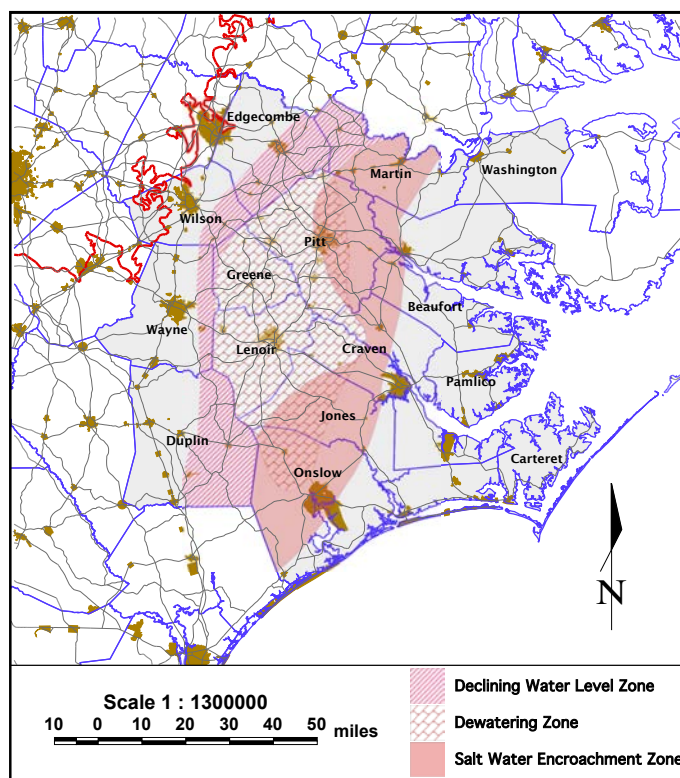 Edgecombe
Martin
Washington
Wilson
Pitt
Greene
Beaufort
Wayne
Lenoir
Craven
Pamlico
Jones
Duplin
Carteret
Onslow
N
Scale 1 : 1300000
10 0 10 20 30 40 50 miles
Declining Water Level Zone
Dewatering Zone
Salt Water Encroachment Zone